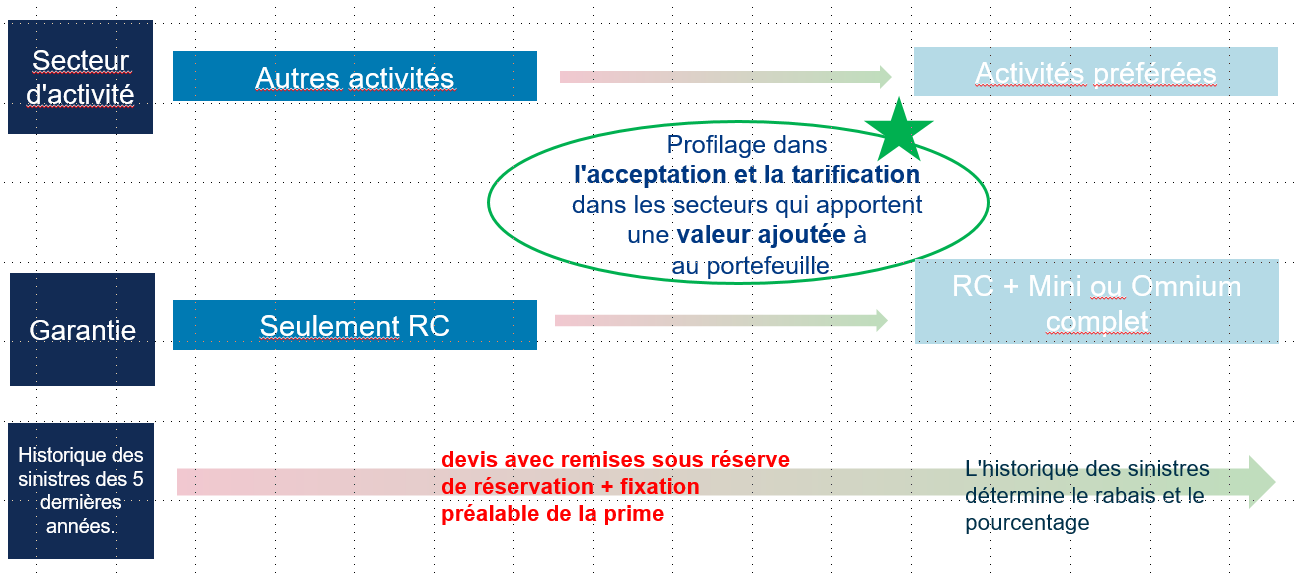 Secteur
d'activité
Autres activités
Activités préférées
Profilage dans
l'acceptation et la tarification
dans les secteurs qui apportent
une valeur ajoutée à
au portefeuille
Garantie
Seulement RC
RC + Mini ou Omnium
complet
Historique des
sinistres des 5
dernières
années.
devis avec remises sous réserve
de réservation + fixation
préalable de la prime
L'historique des sinistres
détermine le rabais et le
pourcentage